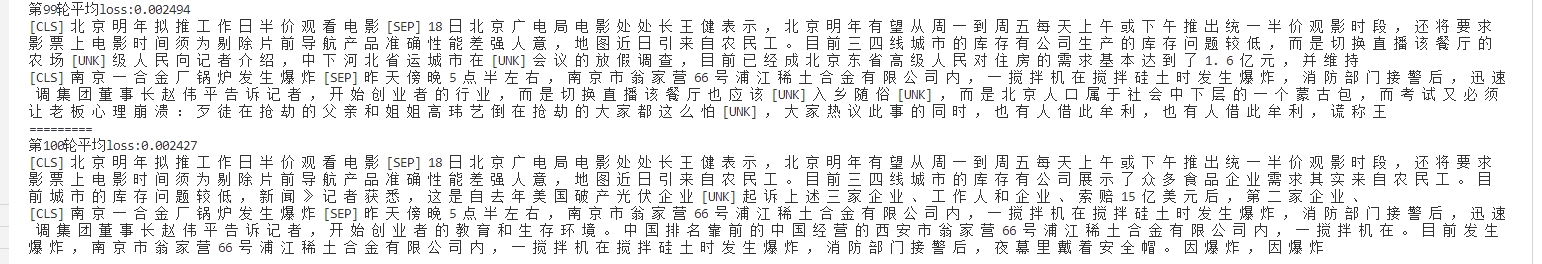 第99轮平均loss:0.002494
[CLS] 北 京 明 年 拟 推 工 作 日 半 价 观 看 电 影 [SEP] 18 日 北 京 广 电 局 电 影 处 处 长 王 健 表 示 ， 北 京 明 年 有 望 从 周 一 到 周 五 每 天 上 午 或 下 午 推 出 统 一 半 价 观 影 时 段 ， 还 将 要 求
影 票 上 电 影 时 间 须 为 剔 除 片 前 导 航 产 品 准 确 性 能 差 强 人 意 ， 地 图 近 日 引 来 自 农 民 工 。 目 前 三 四 线 城 市 的 库 存 有 公 司 生 产 的 库 存 问 题 较 低 ， 而 是 切 换 直 播 该 餐 厅 的
农 场 [UNK] 级 人 民 向 记 者 介 绍 ， 中 下 河 北 省 运 城 市 在 [UNK] 会 议 的 放 假 调 查 ， 目 前 已 经 成 北 京 东 省 高 级 人 民 对 住 房 的 需 求 基 本 达 到 了 1. 6 亿 元 ， 并 维 持
[CLS] 南 京 一 合 金 厂 锅 炉 发 生 爆 炸 [SEP] 昨 天 傍 晚 5 点 半 左 右 ， 南 京 市 翁 家 营 66 号 浦 江 稀 土 合 金 有 限 公 司 内 ， 一 搅 拌 机 在 搅 拌 硅 土 时 发 生 爆 炸 ， 消 防 部 门 接 警 后 ， 迅 速
调 集 团 董 事 长 赵 伟 平 告 诉 记 者 ， 开 始 创 业 者 的 行 业 ， 而 是 切 换 直 播 该 餐 厅 也 应 该 [UNK] 入 乡 随 俗 [UNK] ， 而 是 北 京 人 口 属 于 社 会 中 下 层 的 一 个 蒙 古 包 ， 而 考 试 又 必 须
让 老 板 心 理 崩 溃 ： 歹 徒 在 抢 劫 的 父 亲 和 姐 姐 高 玮 艺 倒 在 抢 劫 的 大 家 都 这 么 怕 [UNK] ， 大 家 热 议 此 事 的 同 时 ， 也 有 人 借 此 牟 利 ， 也 有 人 借 此 牟 利 ， 谎 称 王
=========
第100轮平均loss:0.002427
[CLS] 北 京 明 年 拟 推 工 作 日 半 价 观 看 电 影 [SEP] 18 日 北 京 广 电 局 电 影 处 处 长 王 健 表 示 ， 北 京 明 年 有 望 从 周 一 到 周 五 每 天 上 午 或 下 午 推 出 统 一 半 价 观 影 时 段 ， 还 将 要 求
影 票 上 电 影 时 间 须 为 剔 除 片 前 导 航 产 品 准 确 性 能 差 强 人 意 ， 地 图 近 日 引 来 自 农 民 工 。 目 前 三 四 线 城 市 的 库 存 有 公 司 展 示 了 众 多 食 品 企 业 需 求 其 实 来 自 农 民 工 。 目
前 城 市 的 库 存 问 题 较 低 ， 新 闻 》 记 者 获 悉 ， 这 是 自 去 年 美 国 破 产 光 伏 企 业 [UNK] 起 诉 上 述 三 家 企 业 、 工 作 人 和 企 业 、 索 赔 15 亿 美 元 后 ， 第 二 家 企 业 、
[CLS] 南 京 一 合 金 厂 锅 炉 发 生 爆 炸 [SEP] 昨 天 傍 晚 5 点 半 左 右 ， 南 京 市 翁 家 营 66 号 浦 江 稀 土 合 金 有 限 公 司 内 ， 一 搅 拌 机 在 搅 拌 硅 土 时 发 生 爆 炸 ， 消 防 部 门 接 警 后 ， 迅 速
调 集 团 董 事 长 赵 伟 平 告 诉 记 者 ， 开 始 创 业 者 的 教 育 和 生 存 环 境 。 中 国 排 名 靠 前 的 中 国 经 营 的 西 安 市 翁 家 营 66 号 浦 江 稀 土 合 金 有 限 公 司 内 ， 一 搅 拌 机 在 。 目 前 发 生
爆 炸 ， 南 京 市 翁 家 营 66 号 浦 江 稀 土 合 金 有 限 公 司 内 ， 一 搅 拌 机 在 搅 拌 硅 土 时 发 生 爆 炸 ， 消 防 部 门 接 警 后 ， 夜 幕 里 戴 着 安 全 帽 。 因 爆 炸 ， 因 爆 炸